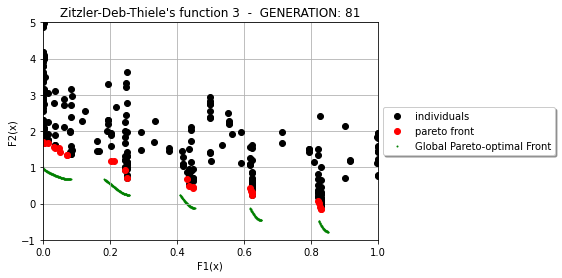 Zitzler-Deb-Thiele's function 3  -  GENERATION: 81
5
4
3
2
1
0
−1
F2(x)
0.0 0.2 0.4 0.6 0.8 1.0
F1(x)
individuals
pareto front
Global Pareto-optimal Front